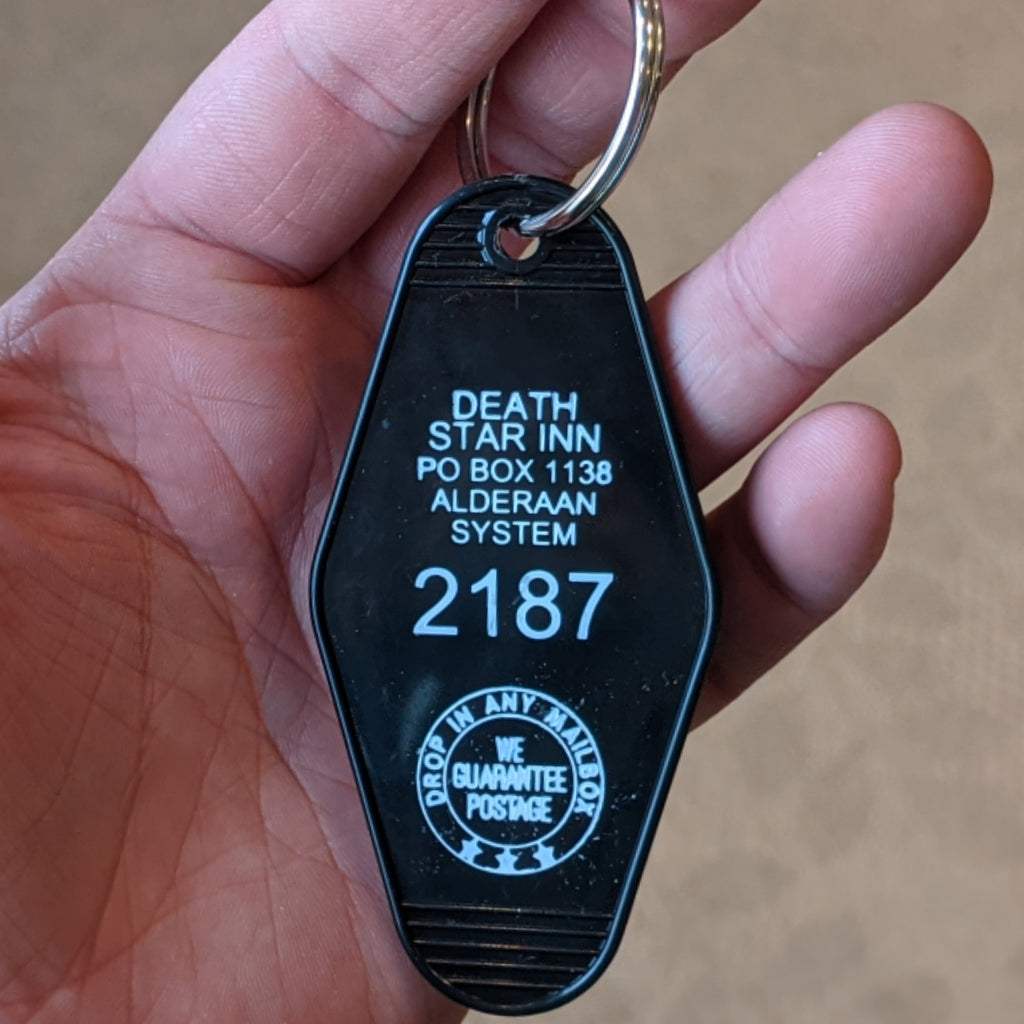 DEATH
STAR INN
PO BOX 1138
ALDERAAN
SYSTEM
2187
DROP IN ANY MAILBOX
WE
GUARANTEE
POSTAGE